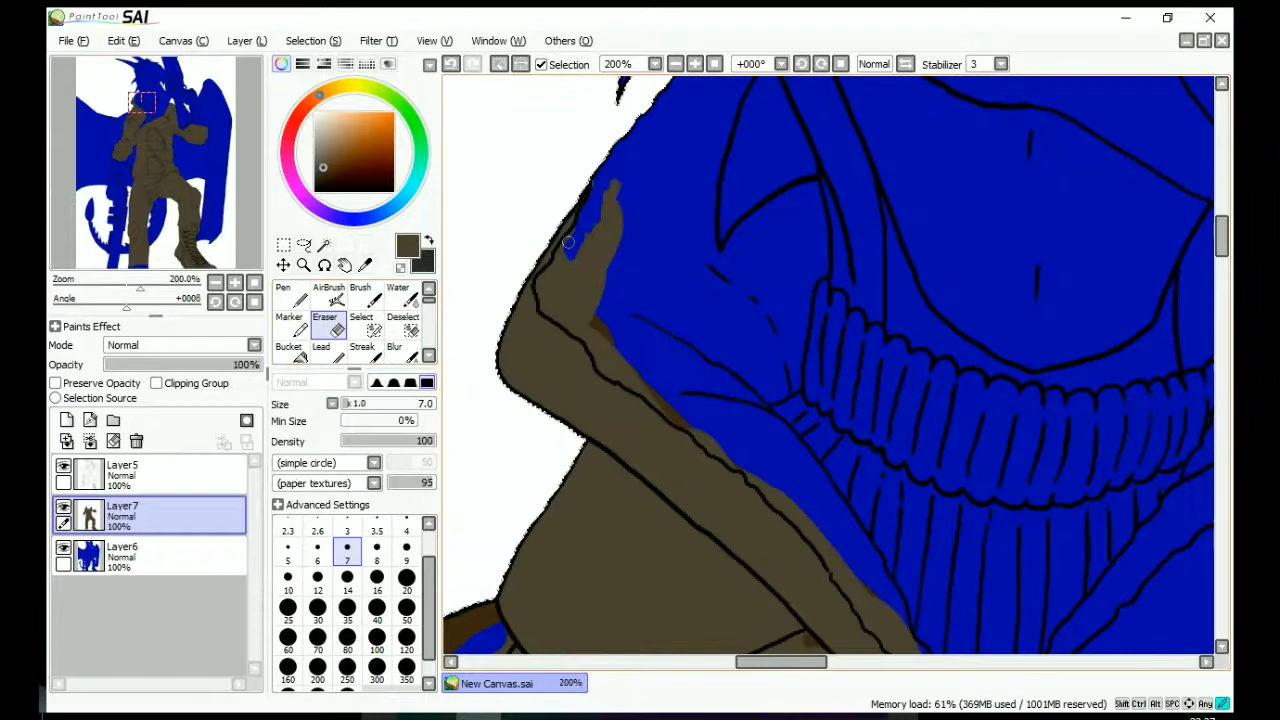 PaintTool SAI
File (F) Edit (E) Canvas (C) Layer (L) Selection (S) Filter (T) View (V) Window (W) Others (O)
Selection 200% +000° Normal Stabilizer 3
Zoom 200.0%
Angle +0008
Paints Effect
Mode Normal
Opacity 100%
Preserve Opacity Clipping Group
Selection Source
Layer5
Normal
100%
Layer7
Normal
100%
Layer6
Normal
100%
Pen AirBrush Brush Water
Marker Eraser Select Deselect
Bucket Lead Streak Blur
Normal
Size x 1.0 7.0
Min Size 0%
Density 100
(simple circle) 50
(paper textures) 95
Advanced Settings
2.3 2.6 3 3.5 4
5 6 7 8 9
10 12 14 16 20
25 30 35 40 50
60 70 80 100 120
160 200 250 300 350
New Canvas.sai 200%
Memory load: 61% (369MB used / 1001MB reserved) Shift Ctrl Alt SPC Any